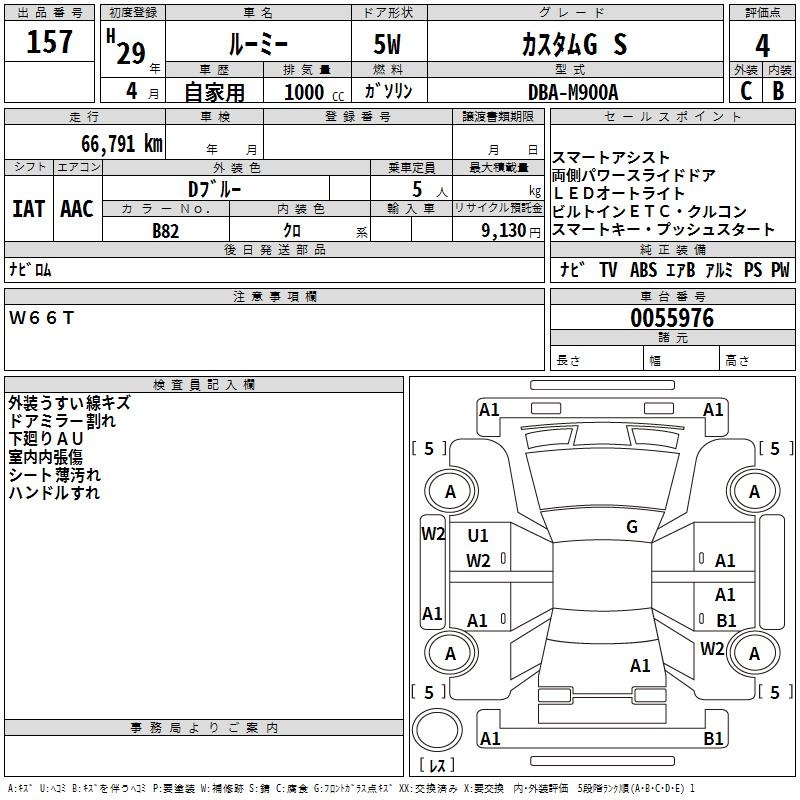 出品番号
157
初度登録
H
29
年
4
月
車名
ルーミー
ドア形状
5W
グレード
カスタムG S
評価点
4
外装 内装
C B
車歴
自家用
排気量
1000 CC
燃料
ガソリン
型式
DBA-M900A
走行
66,791 km
車検
年 月
登録番号
譲渡書類期限
月 日
シフト エアコン
IAT AAC
外装色
Dブルー
乗車定員
5 人
最大積載量
kg
カラーNo.
B82
内装色
クロ 系
輸入車
リサイクル預託金
9,130 円
後日発送部品
ナビロム
セールスポイント
スマートアシスト
両側パワースライドドア
LEDオートライト
ビルトインETC・クルコン
スマートキー・プッシュスタート
純正装備
ナビ TV ABS エアB アルミ PS PW
注意事項欄
W66T
車台番号
0055976
諸元
長さ 幅 高さ
検査員記入欄
外装うすい線キズ
ドアミラー割れ
下廻りAU
室内内張傷
シート薄汚れ
ハンドルすれ
事務局よりご案内
A1 A1
[ 5 ] [ 5 ]
A A
G
W2 U1
W2 A1
A1
A1 A1 B1
W2
A A
A1
[ 5 ] [ 5 ]
A1 B1
[ レス ]
A:キズ U:ヘコミ B:キズを伴うヘコミ P:要塗装 W:補修跡 S:錆 C:腐食 G:フロントガラス点キズ XX:交換済み X:要交換 内・外装評価 5段階ランク順(A・B・C・D・E) 1